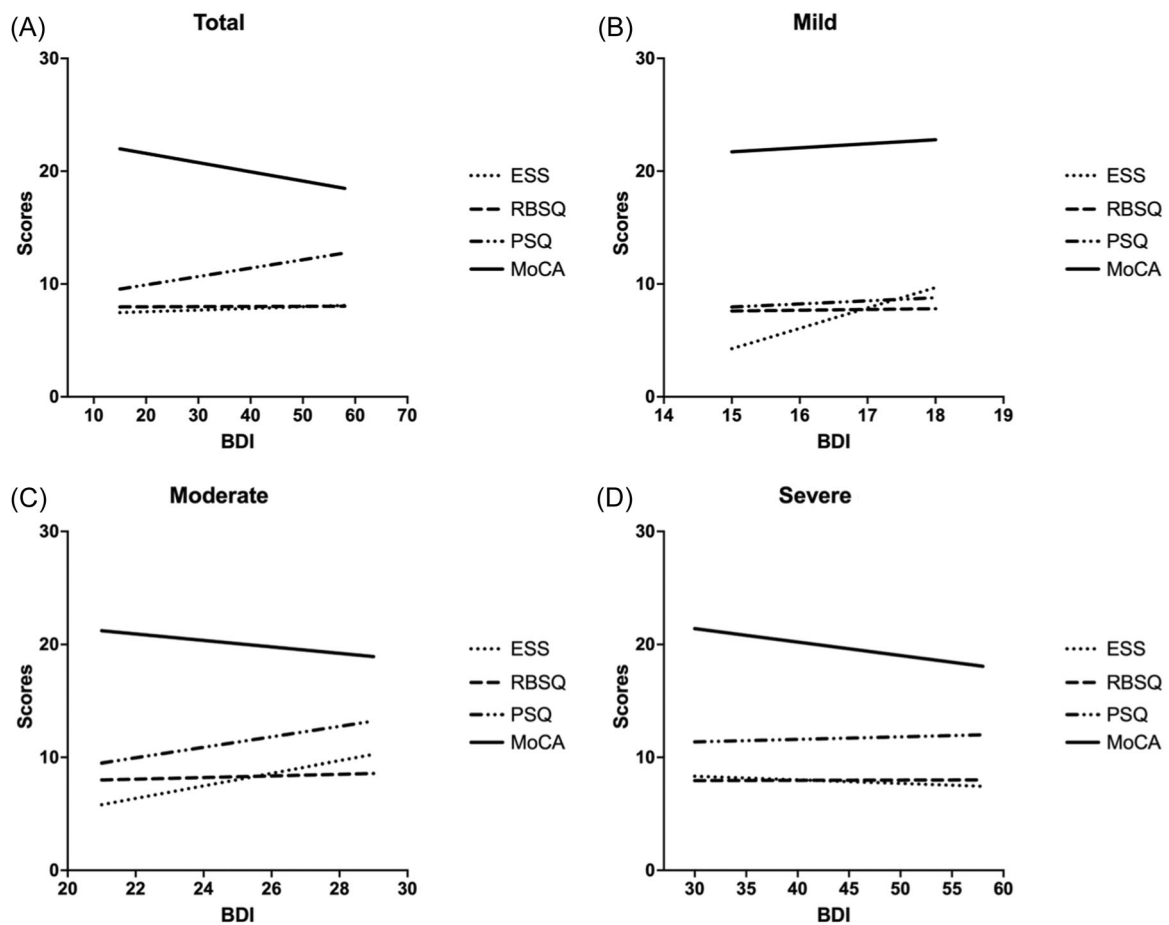 (A)
Total
30
20
10
0
Scores
10 20 30 40 50 60 70
BDI
ESS
RBSQ
PSQ
MoCA
(B)
Mild
30
20
10
0
Scores
14 15 16 17 18 19
BDI
ESS
RBSQ
PSQ
MoCA
(C)
Moderate
30
20
10
0
Scores
20 22 24 26 28 30
BDI
ESS
RBSQ
PSQ
MoCA
(D)
Severe
30
20
10
0
Scores
30 35 40 45 50 55 60
BDI
ESS
RBSQ
PSQ
MoCA